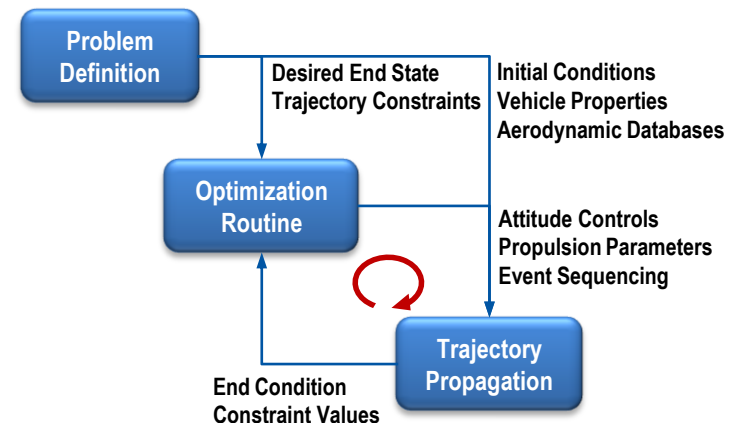 Problem
Definition
Desired End State
Trajectory Constraints
Initial Conditions
Vehicle Properties
Aerodynamic Databases
Optimization
Routine
Attitude Controls
Propulsion Parameters
Event Sequencing
Trajectory
Propagation
End Condition
Constraint Values